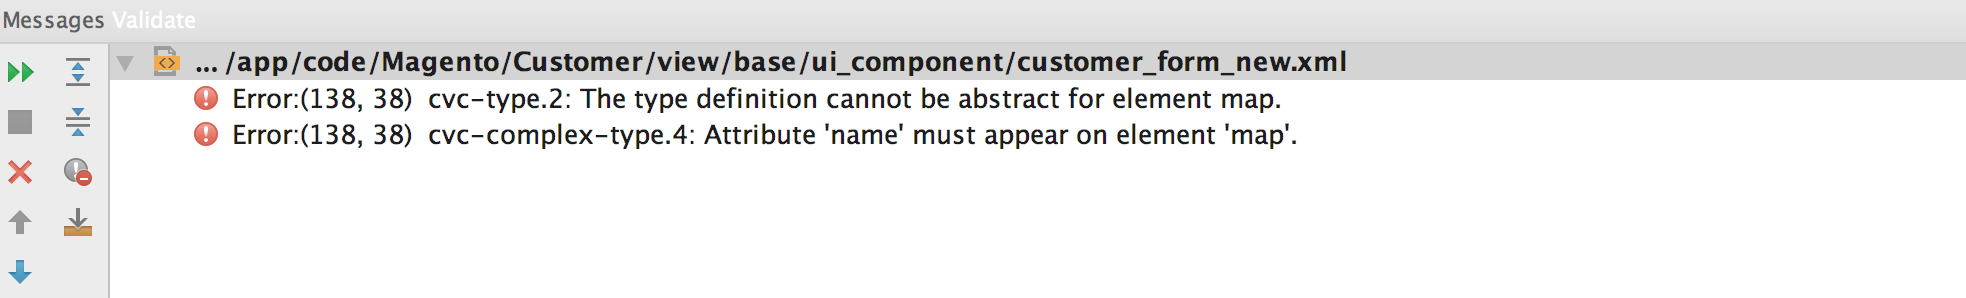 Messages Validate
... /app/code/Magento/Customer/view/base/ui_component/customer_form_new.xml
Error:(138, 38) cvc-type.2: The type definition cannot be abstract for element map.
Error:(138, 38) cvc-complex-type.4: Attribute 'name' must appear on element 'map'.